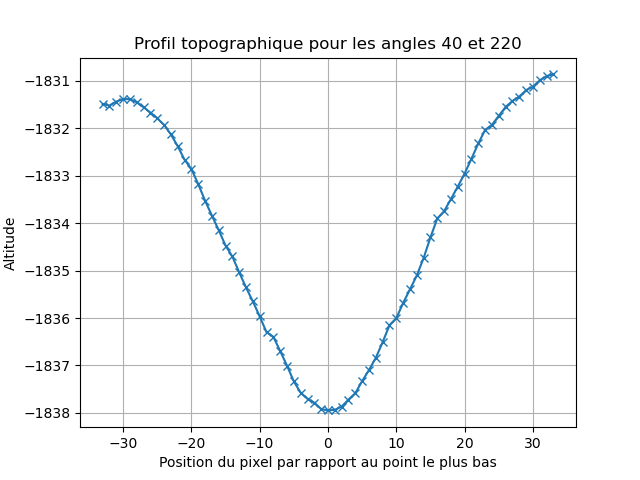 Profil topographique pour les angles 40 et 220
−1831
−1832
−1833
−1834
−1835
−1836
−1837
−1838
Altitude
−30 −20 −10 0 10 20 30
Position du pixel par rapport au point le plus bas